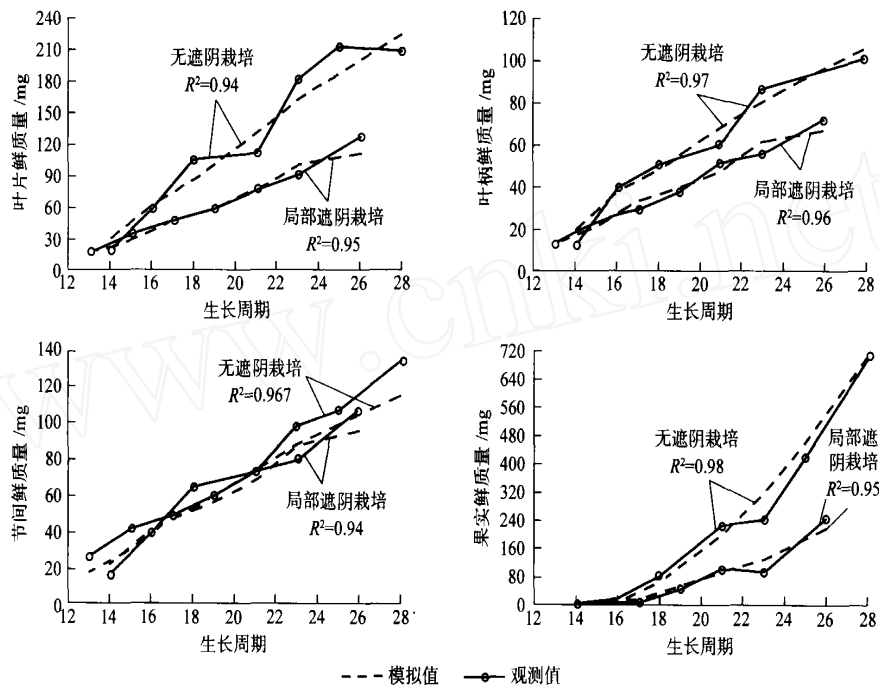 叶片鲜质量 /mg
240
210
180
150
120
90
60
30
0
无遮阴栽培
R²=0.94
局部遮阴栽培
R²=0.95
12 14 16 18 20 22 24 26 28
生长周期
叶柄鲜质量 /mg
120
100
80
60
40
20
0
无遮阴栽培
R²=0.97
局部遮阴栽培
R²=0.96
12 14 16 18 20 22 24 26 28
生长周期
节间鲜质量 /mg
140
120
100
80
60
40
20
0
无遮阴栽培
R²=0.967
局部遮阴栽培
R²=0.94
12 14 16 18 20 22 24 26 28
生长周期
果实鲜质量 /mg
720
640
560
480
400
320
240
160
80
0
无遮阴栽培
R²=0.98
局部遮
阴栽培
R²=0.95
12 14 16 18 20 22 24 26 28
生长周期
模拟值 观测值
www.cnki.net